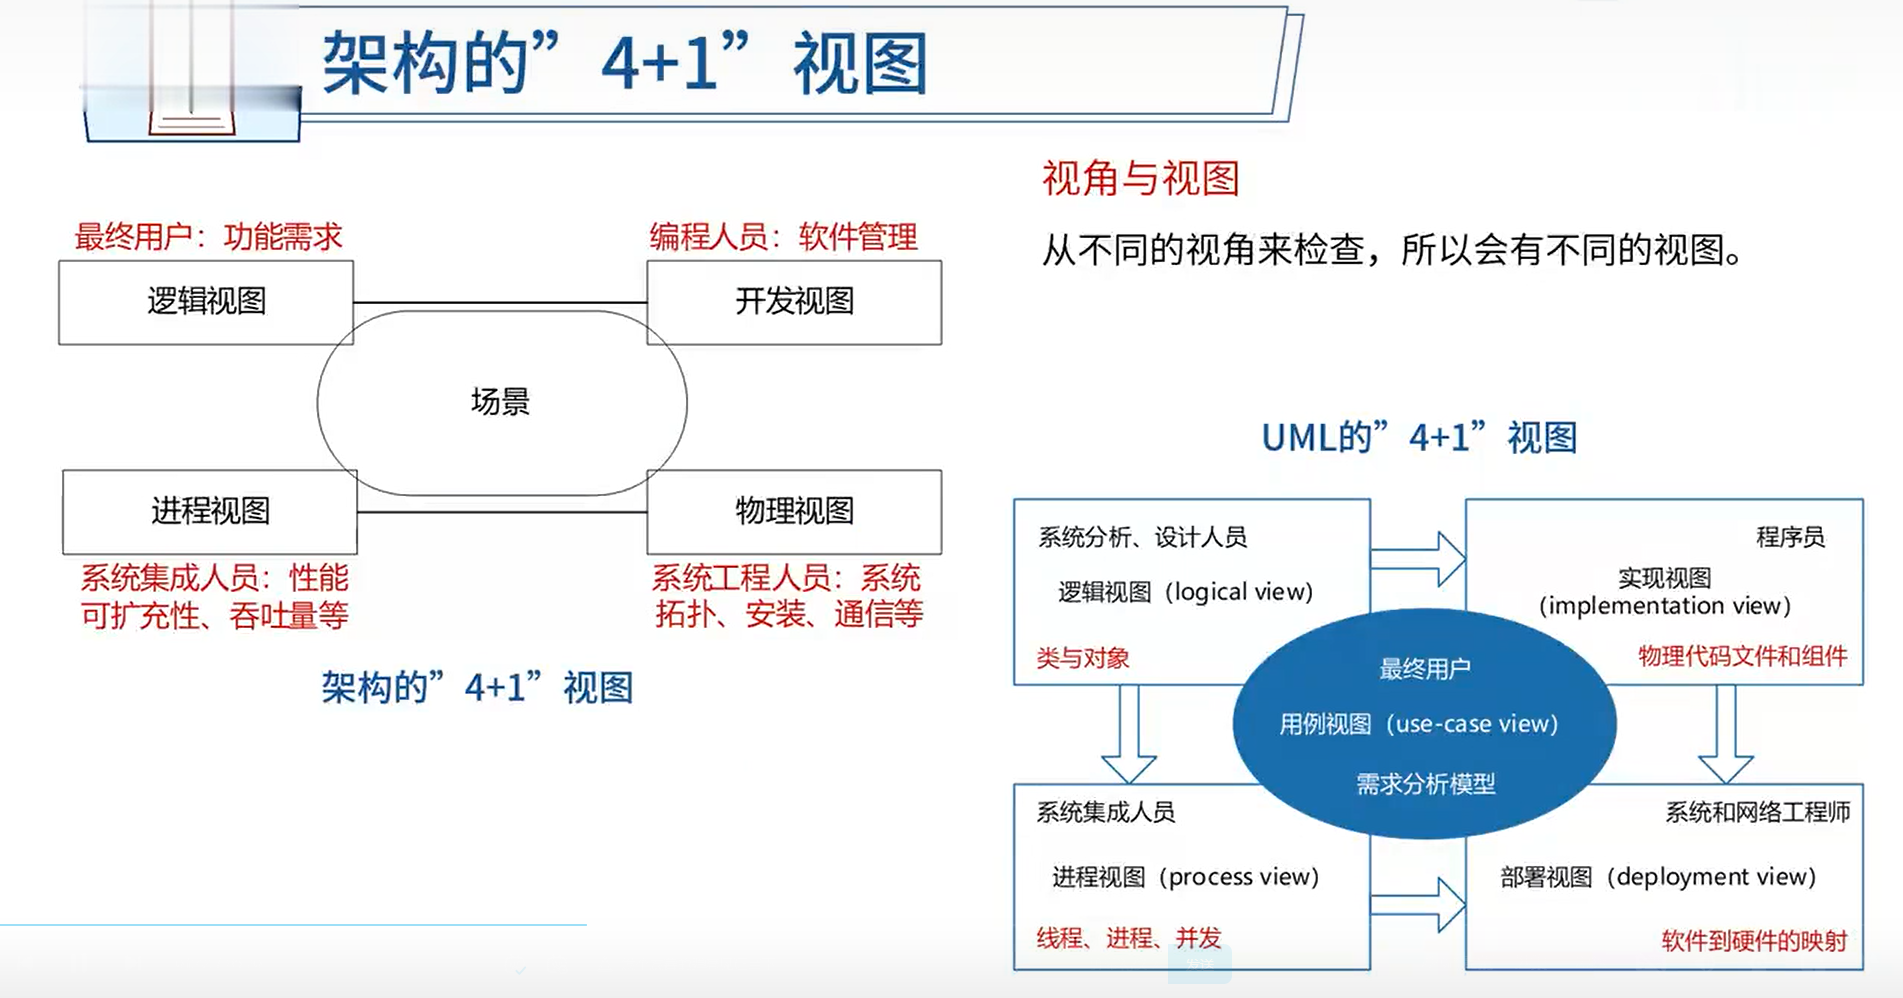 架构的”4+1”视图
视角与视图
从不同的视角来检查，所以会有不同的视图。
最终用户：功能需求
编程人员：软件管理
逻辑视图
开发视图
场景
进程视图
物理视图
系统集成人员：性能
可扩充性、吞吐量等
系统工程人员：系统
拓扑、安装、通信等
架构的”4+1”视图
UML的”4+1”视图
系统分析、设计人员
逻辑视图（logical view）
类与对象
程序员
实现视图
（implementation view）
物理代码文件和组件
最终用户
用例视图（use-case view）
需求分析模型
系统集成人员
进程视图（process view）
线程、进程、并发
系统和网络工程师
部署视图（deployment view）
软件到硬件的映射